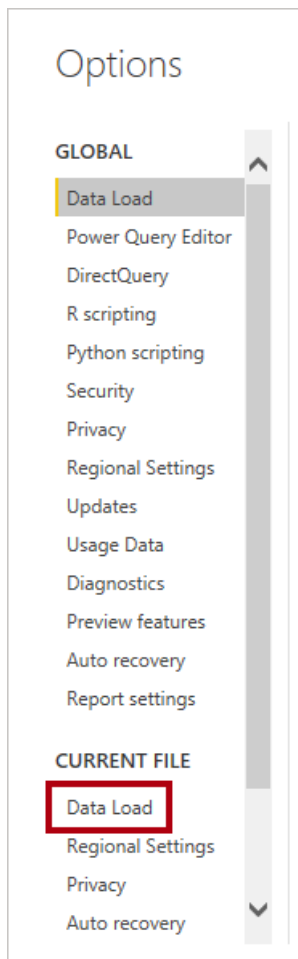 Options
GLOBAL
Data Load
Power Query Editor
DirectQuery
R scripting
Python scripting
Security
Privacy
Regional Settings
Updates
Usage Data
Diagnostics
Preview features
Auto recovery
Report settings
CURRENT FILE
Data Load
Regional Settings
Privacy
Auto recovery